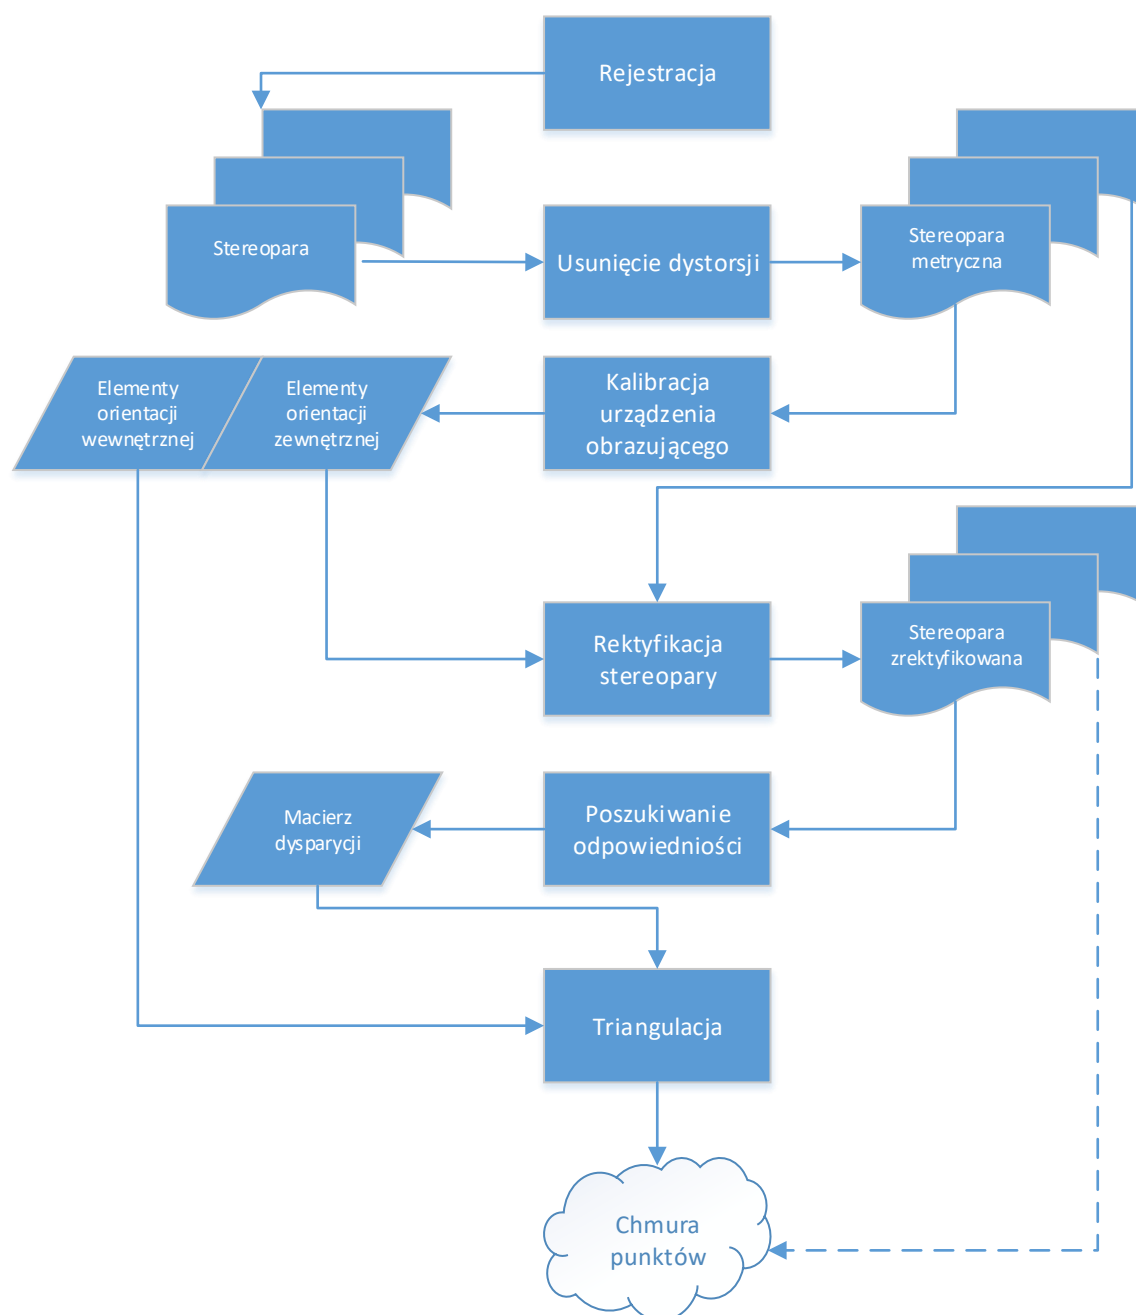 Rejestracja
Stereopara
Usunięcie dystorsji
Stereopara
metryczna
Elementy
orientacji
wewnętrznej
Elementy
orientacji
zewnętrznej
Kalibracja
urządzenia
obrazującego
Rektyfikacja
stereopary
Stereopara
zrektyfikowana
Macierz
dysparycji
Poszukiwanie
odpowiedniości
Triangulacja
Chmura
punktów